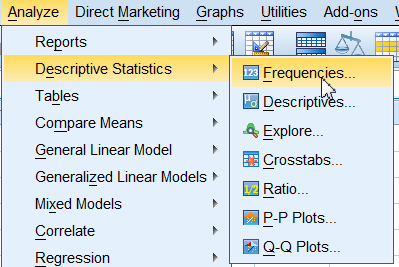 Analyze Direct Marketing Graphs Utilities Add-ons W
Reports
Descriptive Statistics
Tables
Compare Means
General Linear Model
Generalized Linear Models
Mixed Models
Correlate
Regression
Frequencies...
Descriptives...
Explore...
Crosstabs...
Ratio...
P-P Plots...
Q-Q Plots...